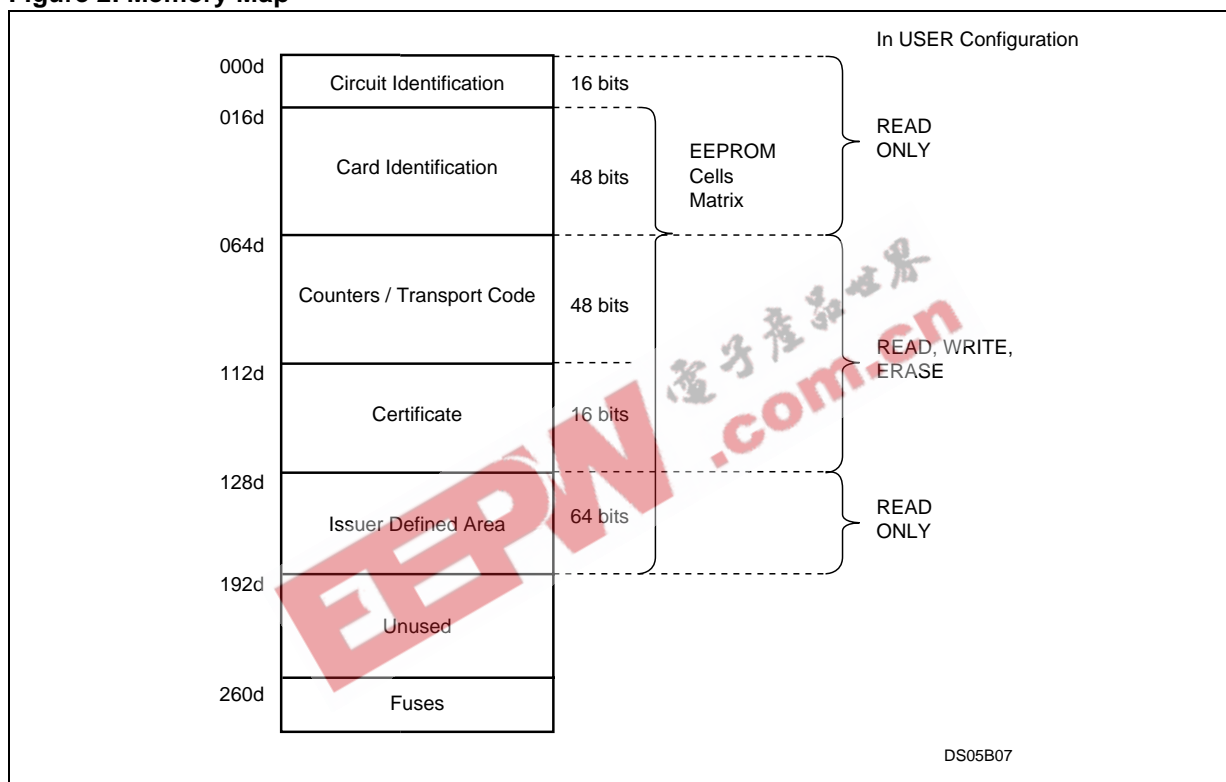 Figure 2. Memory Map
In USER Configuration
000d
Circuit Identification
16 bits
016d
Card Identification
48 bits
EEPROM
Cells
Matrix
READ
ONLY
064d
Counters / Transport Code
48 bits
READ, WRITE,
ERASE
112d
Certificate
16 bits
128d
Issuer Defined Area
64 bits
READ
ONLY
192d
Unused
260d
Fuses
DS05B07
EEPW
電子產品世界
.com.cn